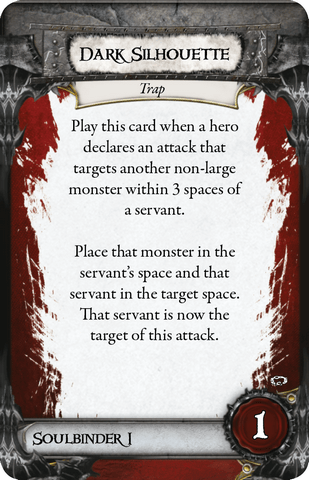 Dark Silhouette
Trap
Play this card when a hero
declares an attack that
targets another non-large
monster within 3 spaces of
a servant.
Place that monster in the
servant's space and that
servant in the target space.
That servant is now the
target of this attack.
Soulbinder I
1